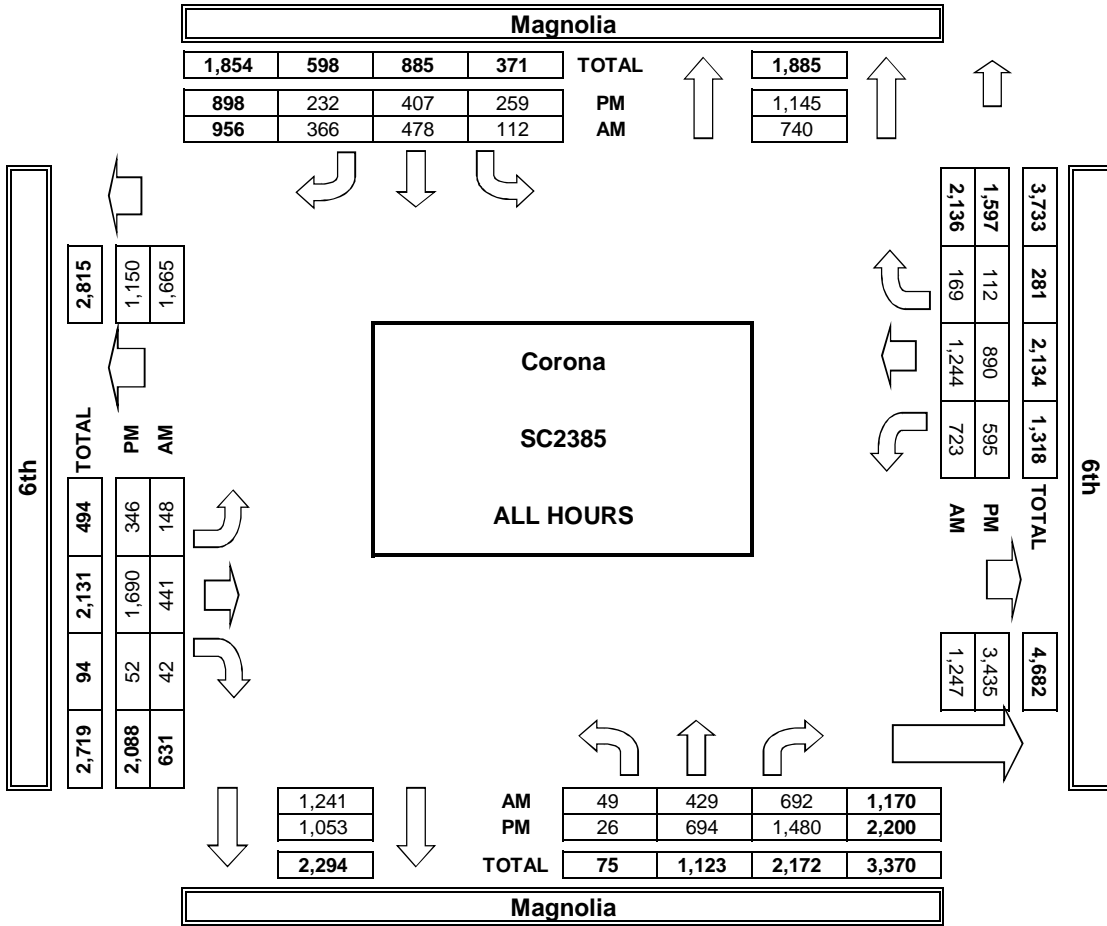 Magnolia
1,854 598 885 371 TOTAL 1,885
898 232 407 259 PM 1,145
956 366 478 112 AM 740
6th
2,815 1,150 1,665
TOTAL PM AM
494 346 148
2,131 1,690 441
94 52 42
2,719 2,088 631
Corona
SC2385
ALL HOURS
2,136 1,597 3,733
169 112 281
1,244 890 2,134
723 595 1,318
AM PM TOTAL
1,247 3,435 4,682
6th
1,241 AM 49 429 692 1,170
1,053 PM 26 694 1,480 2,200
2,294 TOTAL 75 1,123 2,172 3,370
Magnolia